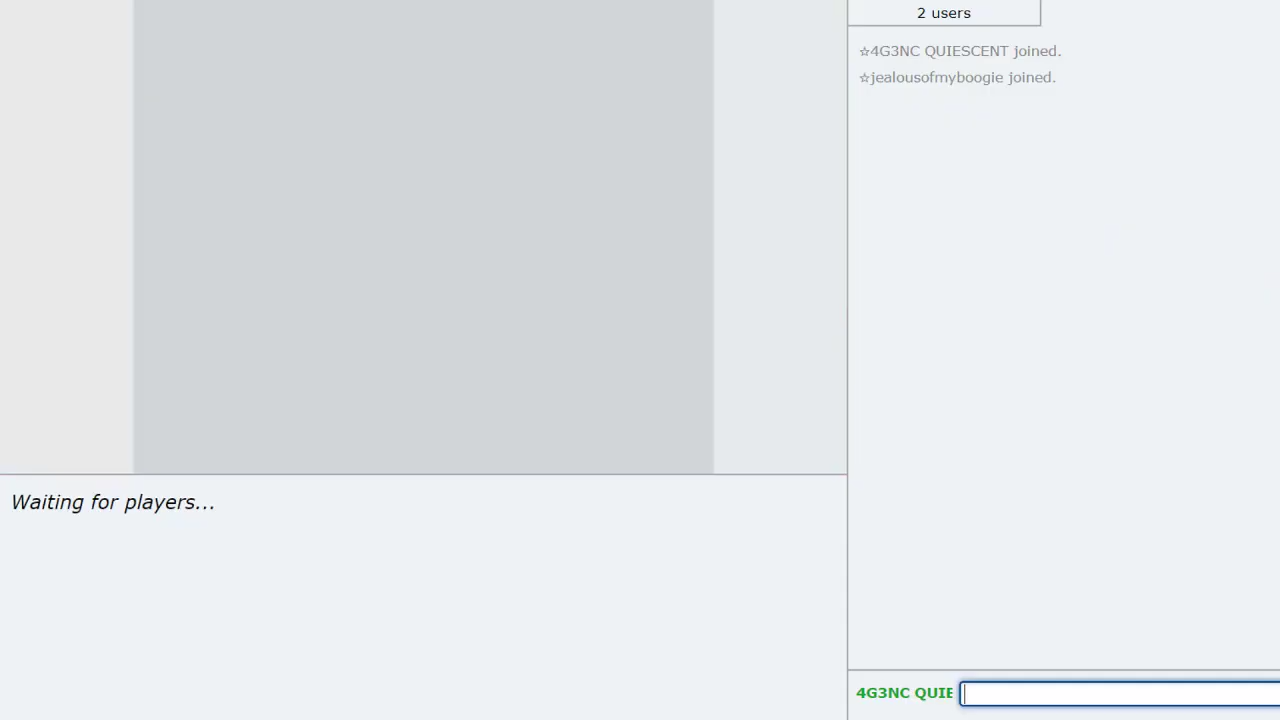 2 users
☆4G3NC QUIESCENT joined.
☆jealousofmyboogie joined.
Waiting for players...
4G3NC QUIE